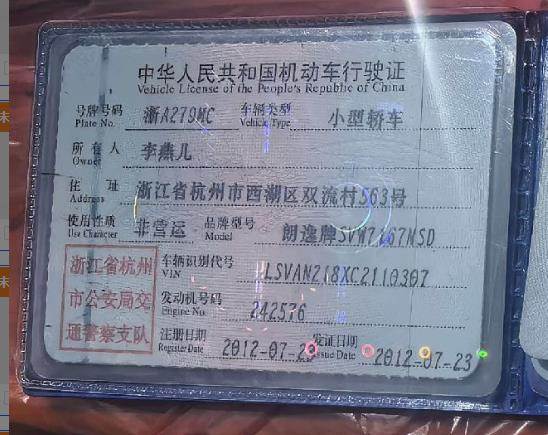 中华人民共和国机动车行驶证
Vehicle License of the People's Republic of China
号牌号码 浙A279MC 车辆类型 小型轿车
Plate No. Vehicle Type
所有人 李燕儿
Owner
住址 浙江省杭州市西湖区双流村563号
Address
使用性质 非营运 品牌型号 朗逸牌SVW7167MSD
Use Character Model
浙江省杭州
市公安局交
通警察支队
车辆识别代号 LSVAN218XC2110307
VIN
发动机号码 242576
Engine No.
注册日期 2012-07-23 发证日期 2012-07-23
Register Date Issue Date